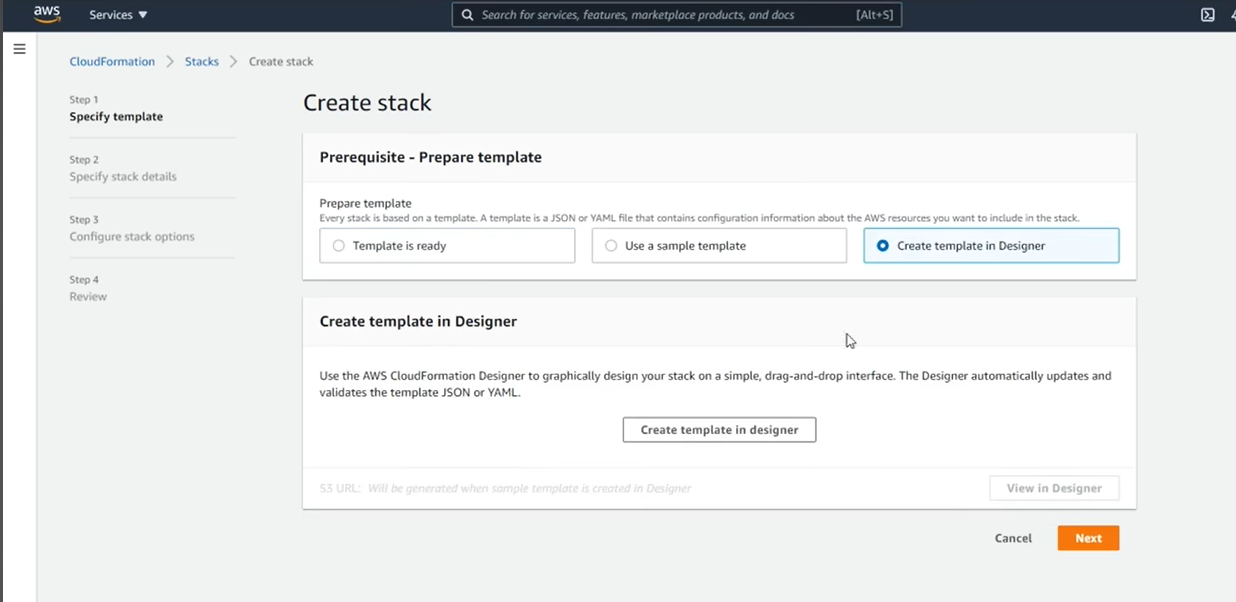 aws
Services
Search for services, features, marketplace products, and docs [Alt+S]
CloudFormation > Stacks > Create stack
Step 1
Specify template
Step 2
Specify stack details
Step 3
Configure stack options
Step 4
Review
Create stack
Prerequisite - Prepare template
Prepare template
Every stack is based on a template. A template is a JSON or YAML file that contains configuration information about the AWS resources you want to include in the stack.
Template is ready
Use a sample template
Create template in Designer
Create template in Designer
Use the AWS CloudFormation Designer to graphically design your stack on a simple, drag-and-drop interface. The Designer automatically updates and
validates the template JSON or YAML.
Create template in designer
S3 URL: Will be generated when sample template is created in Designer
View in Designer
Cancel
Next